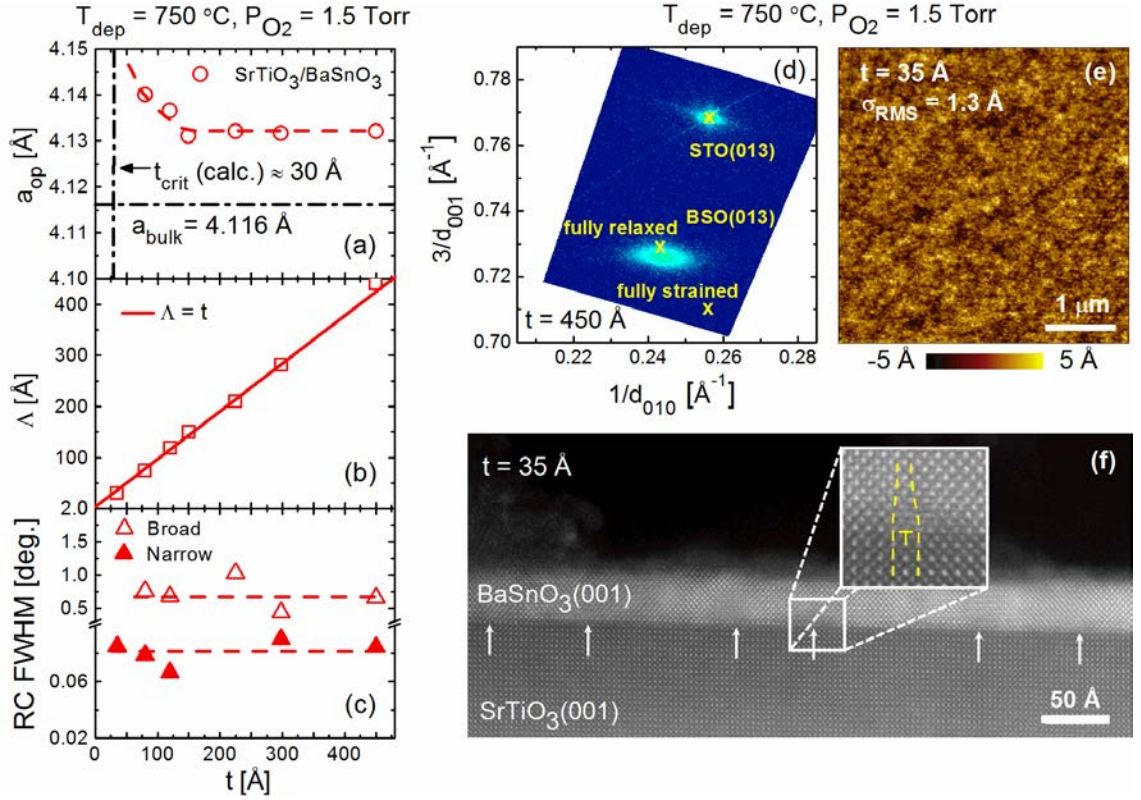 T_dep = 750 °C, P_O2 = 1.5 Torr
4.15
4.14
4.13
4.12
4.11
4.10
a_op [Å]
SrTiO3/BaSnO3
t_crit (calc.) ≈ 30 Å
a_bulk = 4.116 Å
(a)
400
300
200
100
Λ [Å]
Λ = t
(b)
2.0
1.5
1.0
0.5
0.06
0.02
RC FWHM [deg.]
Broad
Narrow
(c)
0 100 200 300 400
t [Å]
T_dep = 750 °C, P_O2 = 1.5 Torr
(d)
0.78
0.76
0.74
0.72
0.70
3/d_001 [Å⁻¹]
STO(013)
BSO(013)
fully relaxed
fully strained
t = 450 Å
0.22 0.24 0.26 0.28
1/d_010 [Å⁻¹]
t = 35 Å
(e)
σ_RMS = 1.3 Å
1 μm
-5 Å
5 Å
t = 35 Å
(f)
BaSnO3(001)
SrTiO3(001)
50 Å